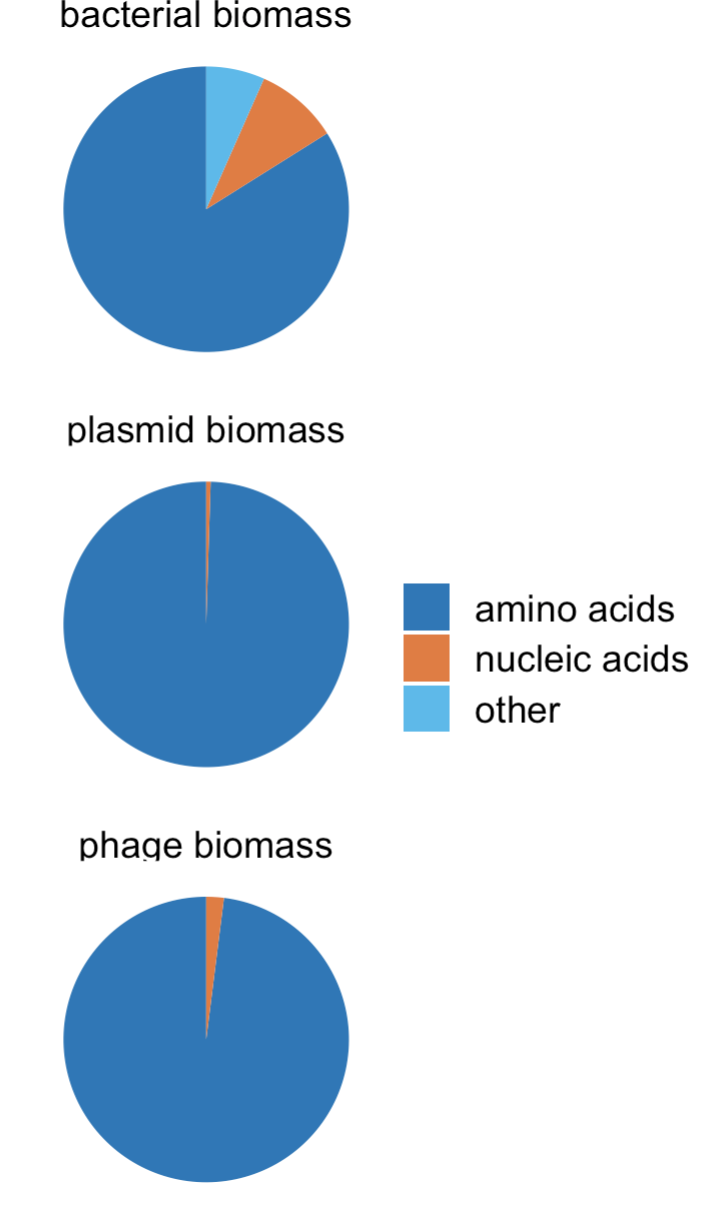 bacterial biomass
plasmid biomass
amino acids
nucleic acids
other
phage biomass